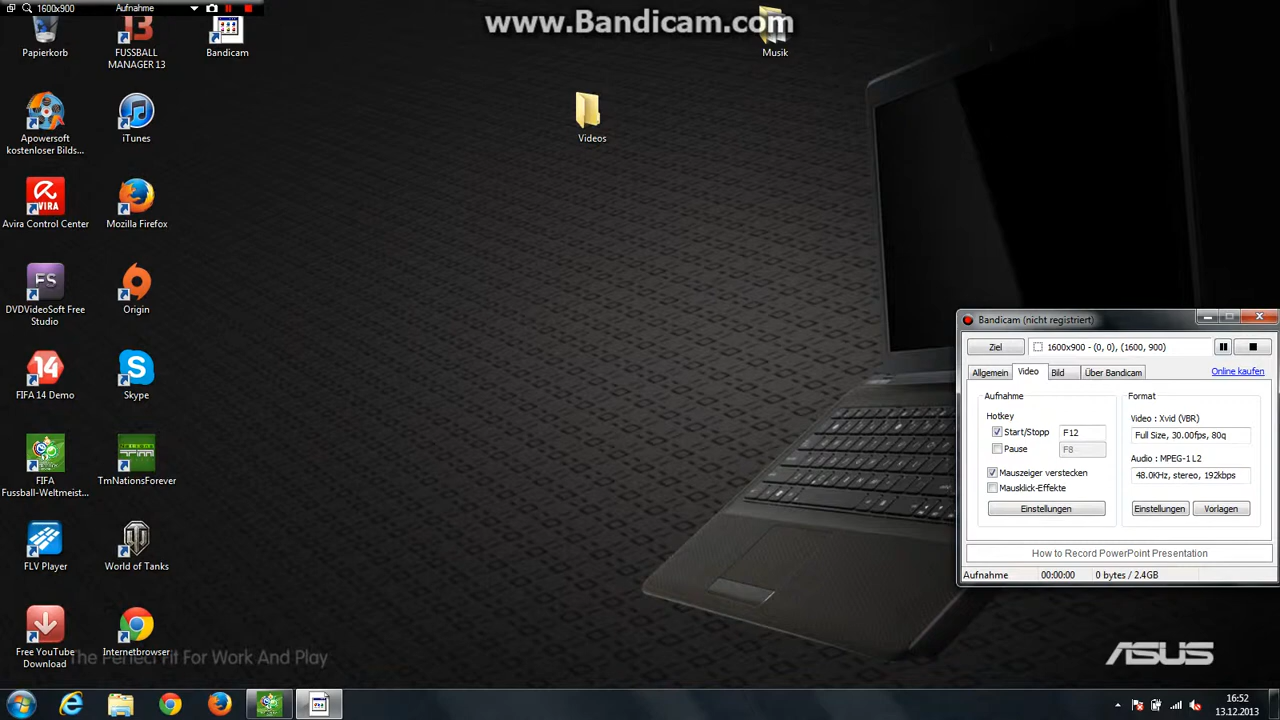 1600x900
Aufnahme
www.Bandicam.com
Papierkorb
FUSSBALL
MANAGER 13
Bandicam
Musik
Apowersoft
kostenloser Bilds...
iTunes
Videos
Avira Control Center
Mozilla Firefox
DVDVideoSoft Free
Studio
Origin
FIFA 14 Demo
Skype
FIFA
Fussball-Weltmeist...
TmNationsForever
FLV Player
World of Tanks
Free YouTube
Download
Internetbrowser
The Perfect Fit For Work And Play
Bandicam (nicht registriert)
Ziel
1600x900 - (0, 0), (1600, 900)
Allgemein
Video
Bild
Über Bandicam
Online kaufen
Aufnahme
Hotkey
Start/Stopp
F12
Pause
F8
Mauszeiger verstecken
Mausklick-Effekte
Einstellungen
Format
Video : Xvid (VBR)
Full Size, 30.00fps, 80q
Audio : MPEG-1 L2
48.0KHz, stereo, 192kbps
Einstellungen
Vorlagen
How to Record PowerPoint Presentation
Aufnahme
00:00:00
0 bytes / 2.4GB
ASUS
16:52
13.12.2013